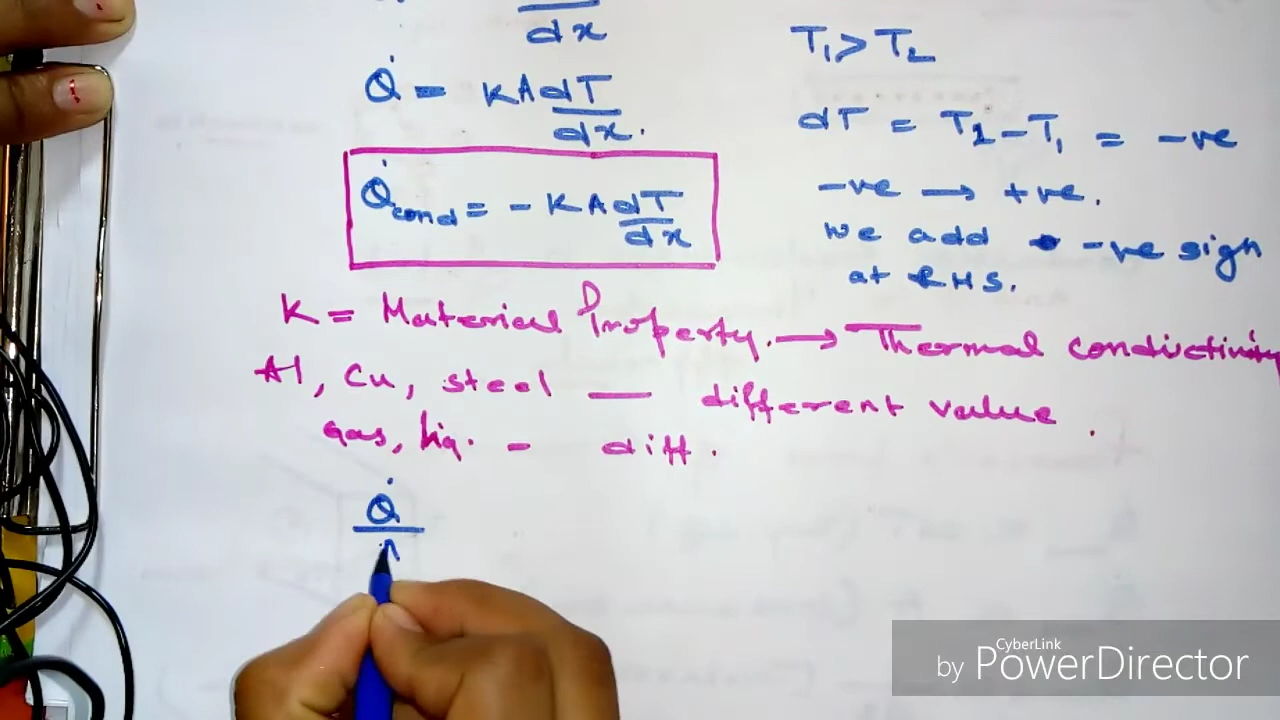 dx
T₁ > T₂
Q̇ = KA dT/dx.
dT = T₂ - T₁ = -ve
Q̇cond = - KA dT/dx
-ve → +ve.
we add -ve sign
at RHS.
K = Material Property. → Thermal conductivity
Al, Cu, steel — different value.
gas, liq. - diff.
Q̇
CyberLink
by PowerDirector